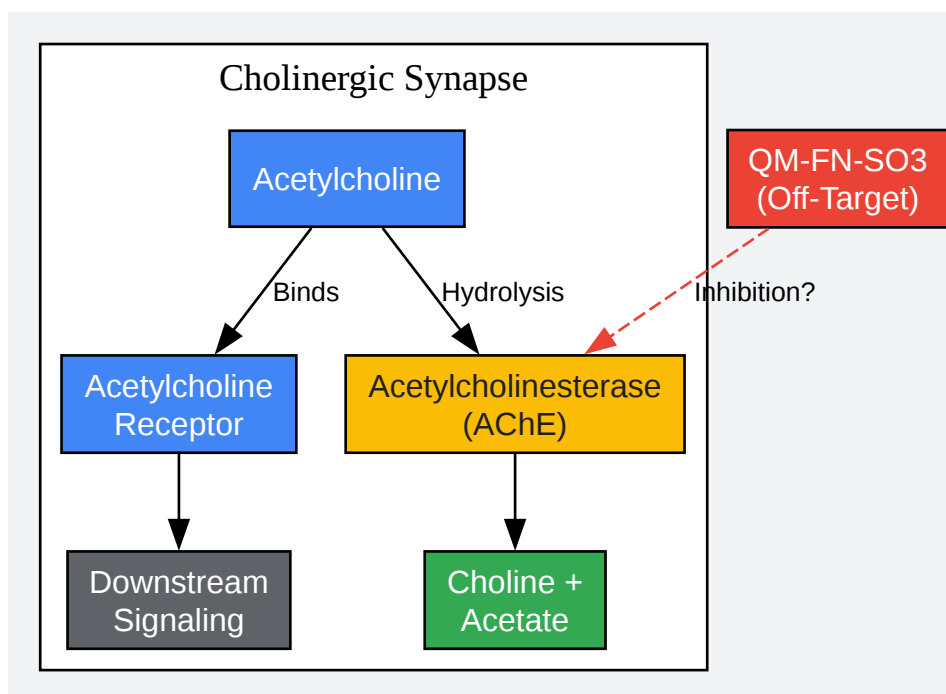 Cholinergic Synapse
Acetylcholine
QM-FN-SO3
(Off-Target)
Binds
Hydrolysis
Inhibition?
Acetylcholine
Receptor
Acetylcholinesterase
(AChE)
Downstream
Signaling
Choline +
Acetate